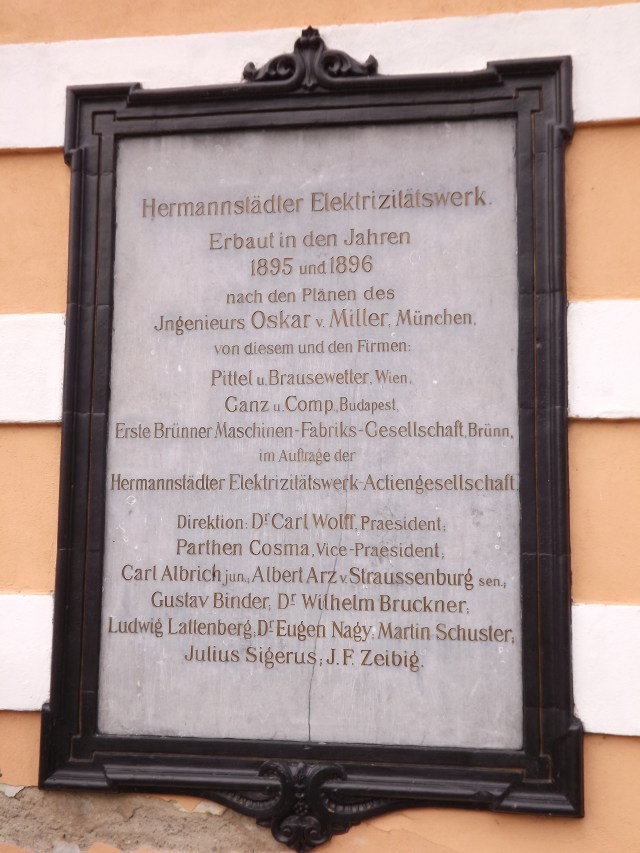 Hermannstädter Elektrizitätswerk.
Erbaut in den Jahren
1895 und 1896
nach den Plänen des
Jngenieurs Oskar v. Miller, München,
von diesem und den Firmen:
Pittel u. Brausewetter, Wien,
Ganz u. Comp, Budapest,
Erste Brünner Maschinen-Fabriks-Gesellschaft, Brünn,
im Auftrage der
Hermannstädter Elektrizitätswerk-Actiengesellschaft.
Direktion: Dr Carl Wolff, Praesident;
Parthen Cosma, Vice-Praesident;
Carl Albrich jun.; Albert Arz v. Straussenburg sen.;
Gustav Binder; Dr Wilhelm Bruckner;
Ludwig Lattenberg; Dr Eugen Nagy; Martin Schuster;
Julius Sigerus; J.F. Zeibig.